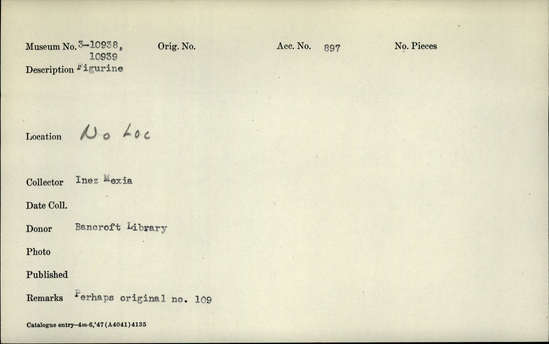 Museum No. 3-10938, Orig. No. Acc. No. 897 No. Pieces
10939
Description Figurine
Location No Loc
Collector Inez Mexia
Date Coll.
Donor Bancroft Library
Photo
Published
Remarks Perhaps original no. 109
Catalogue entry—4m-6,'47(A4041)4135